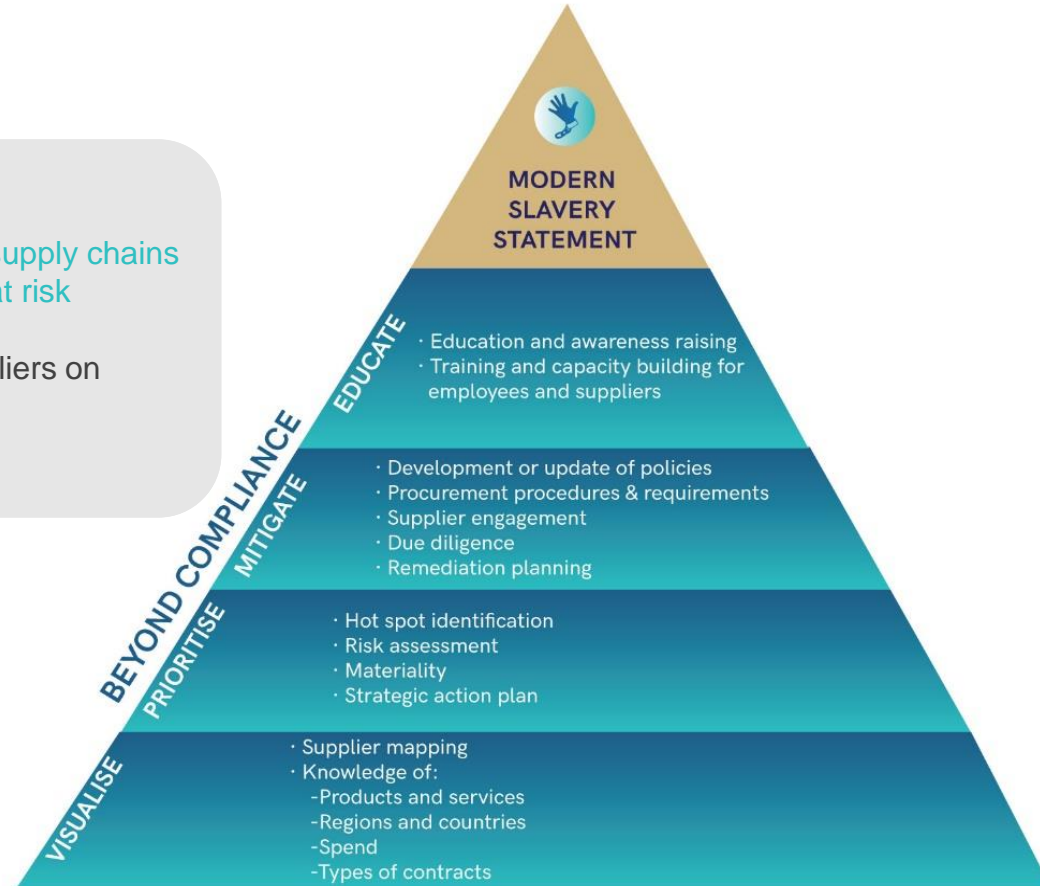 supply chains
at risk
liers on
MODERN
SLAVERY
STATEMENT
BEYOND COMPLIANCE
EDUCATE
· Education and awareness raising
· Training and capacity building for
employees and suppliers
MITIGATE
· Development or update of policies
· Procurement procedures & requirements
· Supplier engagement
· Due diligence
· Remediation planning
PRIORITISE
· Hot spot identification
· Risk assessment
· Materiality
· Strategic action plan
VISUALISE
· Supplier mapping
· Knowledge of:
-Products and services
-Regions and countries
-Spend
-Types of contracts